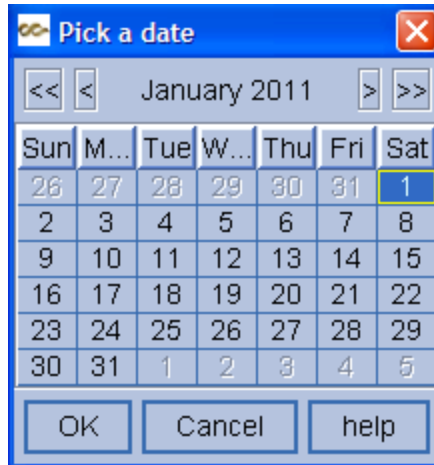 Pick a date
<< < January 2011 > >>
Sun M... Tue W... Thu Fri Sat
26 27 28 29 30 31 1
2 3 4 5 6 7 8
9 10 11 12 13 14 15
16 17 18 19 20 21 22
23 24 25 26 27 28 29
30 31 1 2 3 4 5
OK Cancel help